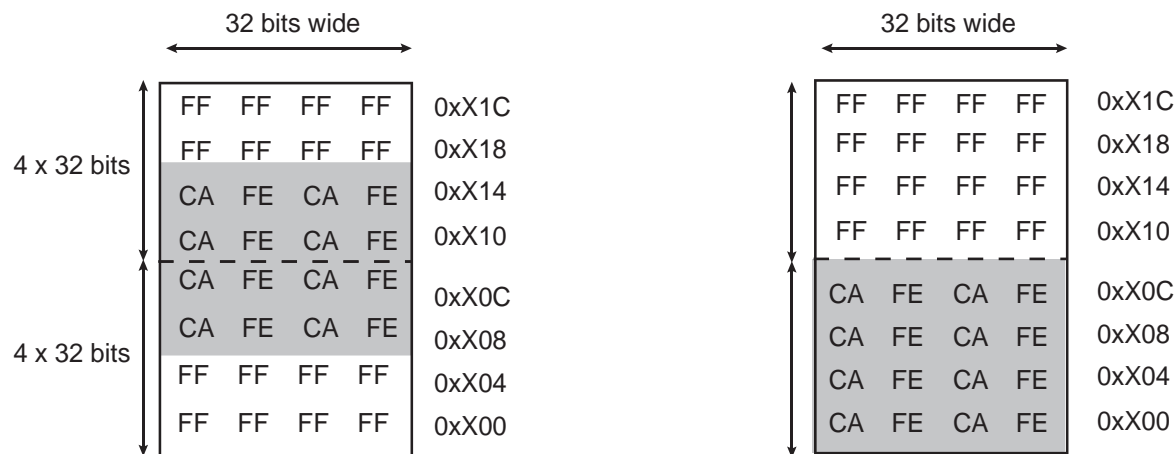 32 bits wide
FF FF FF FF 0xX1C
FF FF FF FF 0xX18
CA FE CA FE 0xX14
CA FE CA FE 0xX10
CA FE CA FE 0xX0C
CA FE CA FE 0xX08
FF FF FF FF 0xX04
FF FF FF FF 0xX00
4 x 32 bits
4 x 32 bits
32 bits wide
FF FF FF FF 0xX1C
FF FF FF FF 0xX18
FF FF FF FF 0xX14
FF FF FF FF 0xX10
CA FE CA FE 0xX0C
CA FE CA FE 0xX08
CA FE CA FE 0xX04
CA FE CA FE 0xX00